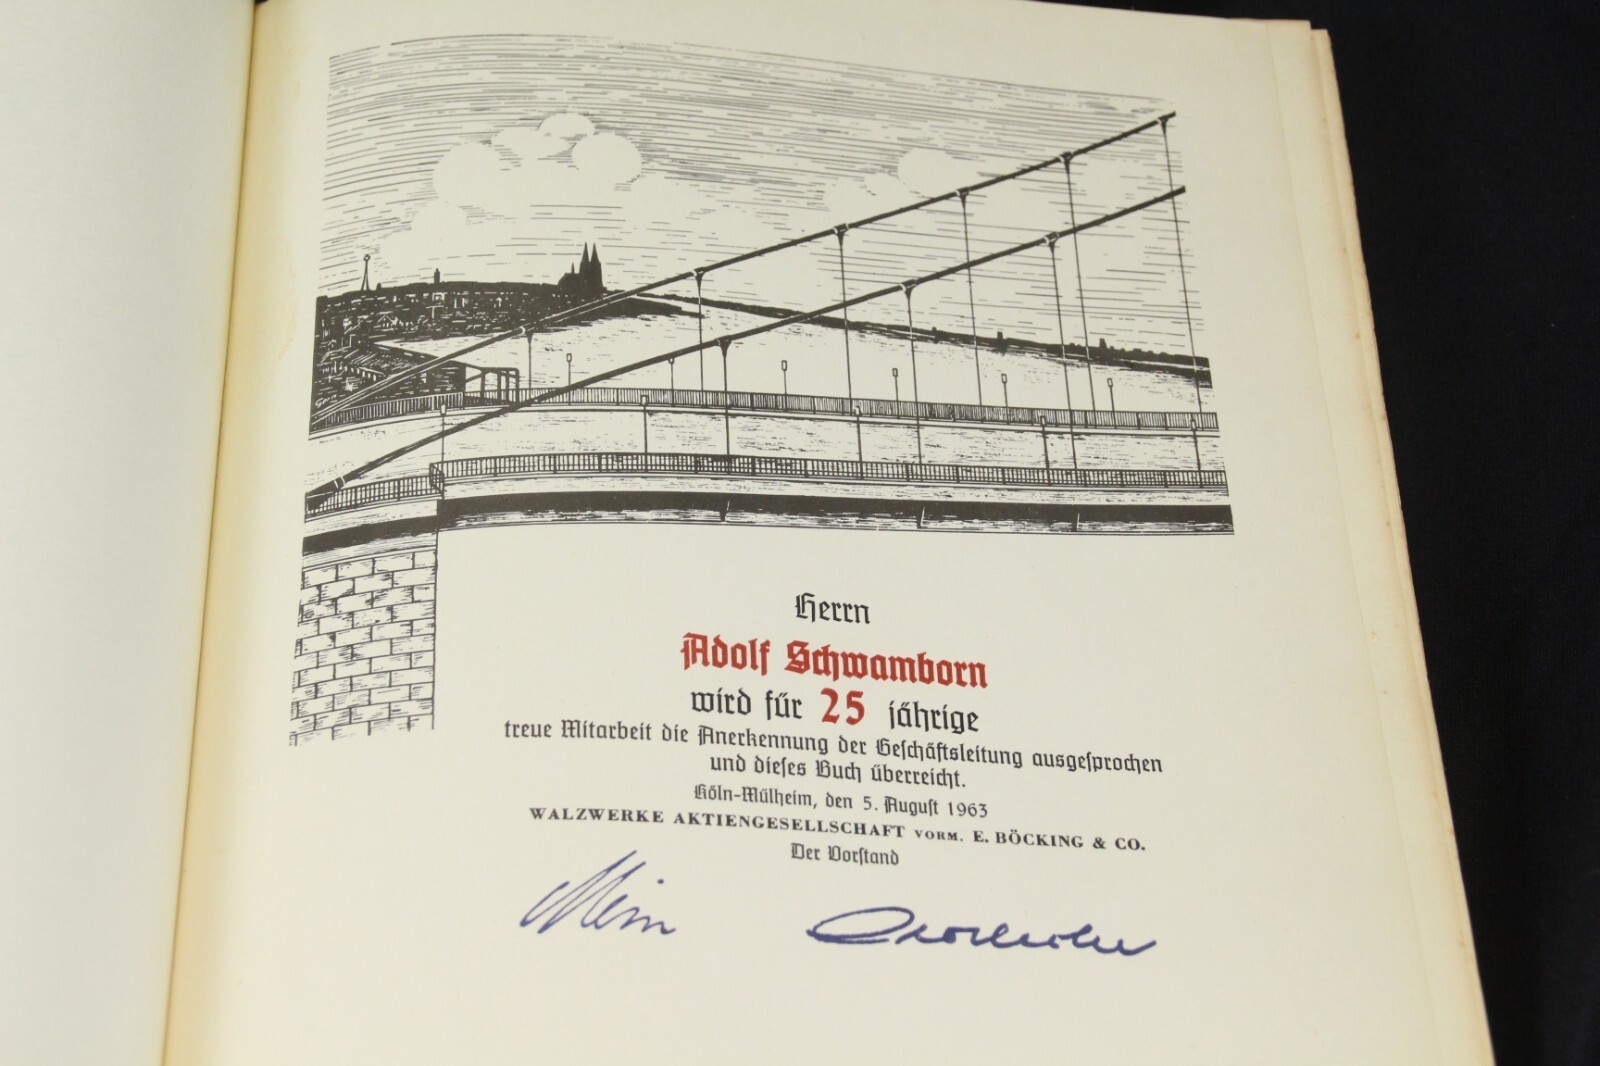 Herrn
Adolf Schwamborn
wird für 25 jährige
treue Mitarbeit die Anerkennung der Geschäftsleitung ausgesprochen
und dieses Buch überreicht.
Köln-Mülheim, den 5. August 1963
WALZWERKE AKTIENGESELLSCHAFT VORM. E. BÖCKING & CO.
Der Vorstand